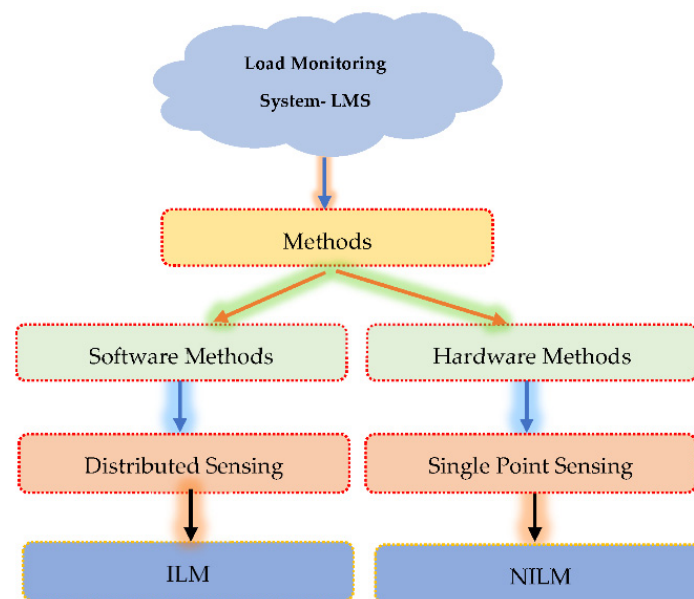 Load Monitoring
System- LMS
Methods
Software Methods
Hardware Methods
Distributed Sensing
Single Point Sensing
ILM
NILM